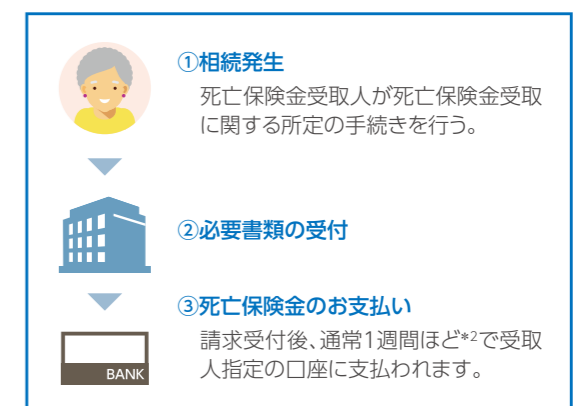 ①相続発生
死亡保険金受取人が死亡保険金受取
に関する所定の手続きを行う。
②必要書類の受付
③死亡保険金のお支払い
請求受付後、通常1週間ほど*2で受取
人指定の口座に支払われます。
BANK